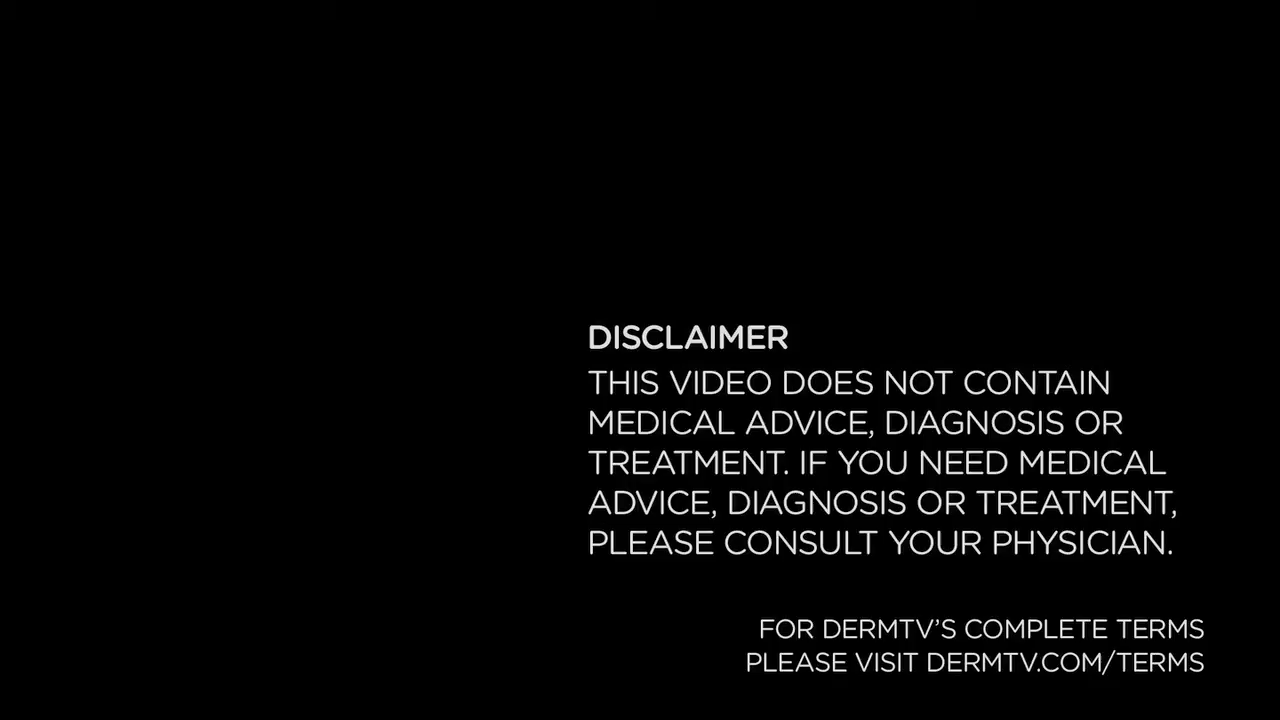 DISCLAIMER
THIS VIDEO DOES NOT CONTAIN
MEDICAL ADVICE, DIAGNOSIS OR
TREATMENT. IF YOU NEED MEDICAL
ADVICE, DIAGNOSIS OR TREATMENT,
PLEASE CONSULT YOUR PHYSICIAN.
FOR DERMTV’S COMPLETE TERMS
PLEASE VISIT DERMTV.COM/TERMS